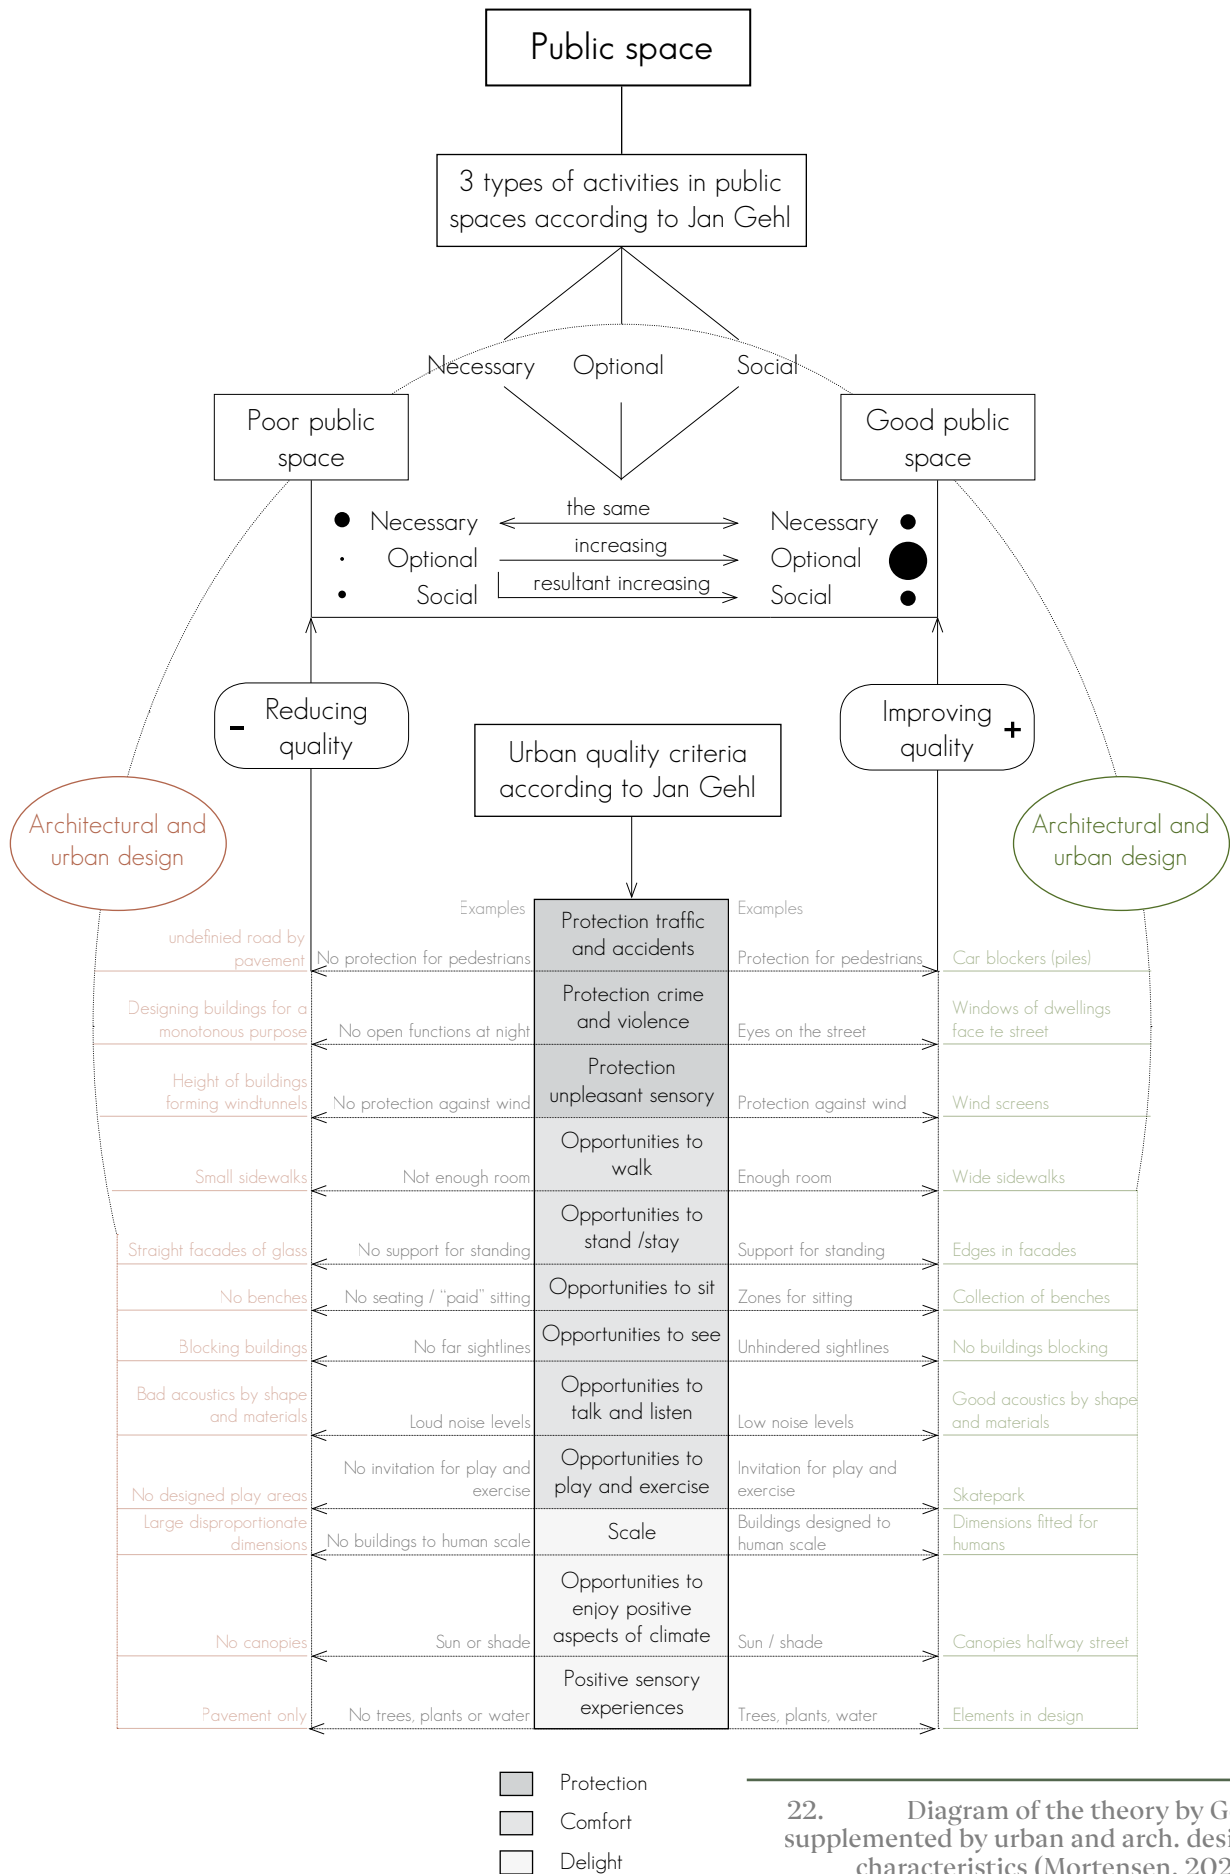 Public space
3 types of activities in public
spaces according to Jan Gehl
Necessary Optional Social
Poor public
space
Good public
space
Necessary the same Necessary
Optional increasing Optional
Social resultant increasing Social
- Reducing
quality
Improving +
quality
Urban quality criteria
according to Jan Gehl
Architectural and
urban design
Architectural and
urban design
Examples
Examples
Protection traffic
and accidents
undefinied road by
pavement
No protection for pedestrians
Protection for pedestrians
Car blockers (piles)
Protection crime
and violence
Designing buildings for a
monotonous purpose
No open functions at night
Eyes on the street
Windows of dwellings
face te street
Protection
unpleasant sensory
Height of buildings
forming windtunnels
No protection against wind
Protection against wind
Wind screens
Opportunities to
walk
Small sidewalks
Not enough room
Enough room
Wide sidewalks
Opportunities to
stand /stay
Straight facades of glass
No support for standing
Support for standing
Edges in facades
Opportunities to sit
No benches
No seating / “paid” sitting
Zones for sitting
Collection of benches
Opportunities to see
Blocking buildings
No far sightlines
Unhindered sightlines
No buildings blocking
Opportunities to
talk and listen
Bad acoustics by shape
and materials
Loud noise levels
Low noise levels
Good acoustics by shape
and materials
Opportunities to
play and exercise
No designed play areas
No invitation for play and
exercise
Invitation for play and
exercise
Skatepark
Scale
Large disproportionate
dimensions
No buildings to human scale
Buildings designed to
human scale
Dimensions fitted for
humans
Opportunities to
enjoy positive
aspects of climate
No canopies
Sun or shade
Sun / shade
Canopies halfway street
Positive sensory
experiences
Pavement only
No trees, plants or water
Trees, plants, water
Elements in design
Protection
Comfort
Delight
22. Diagram of the theory by
supplemented by urban and arch.
characteristics (Mortensen,